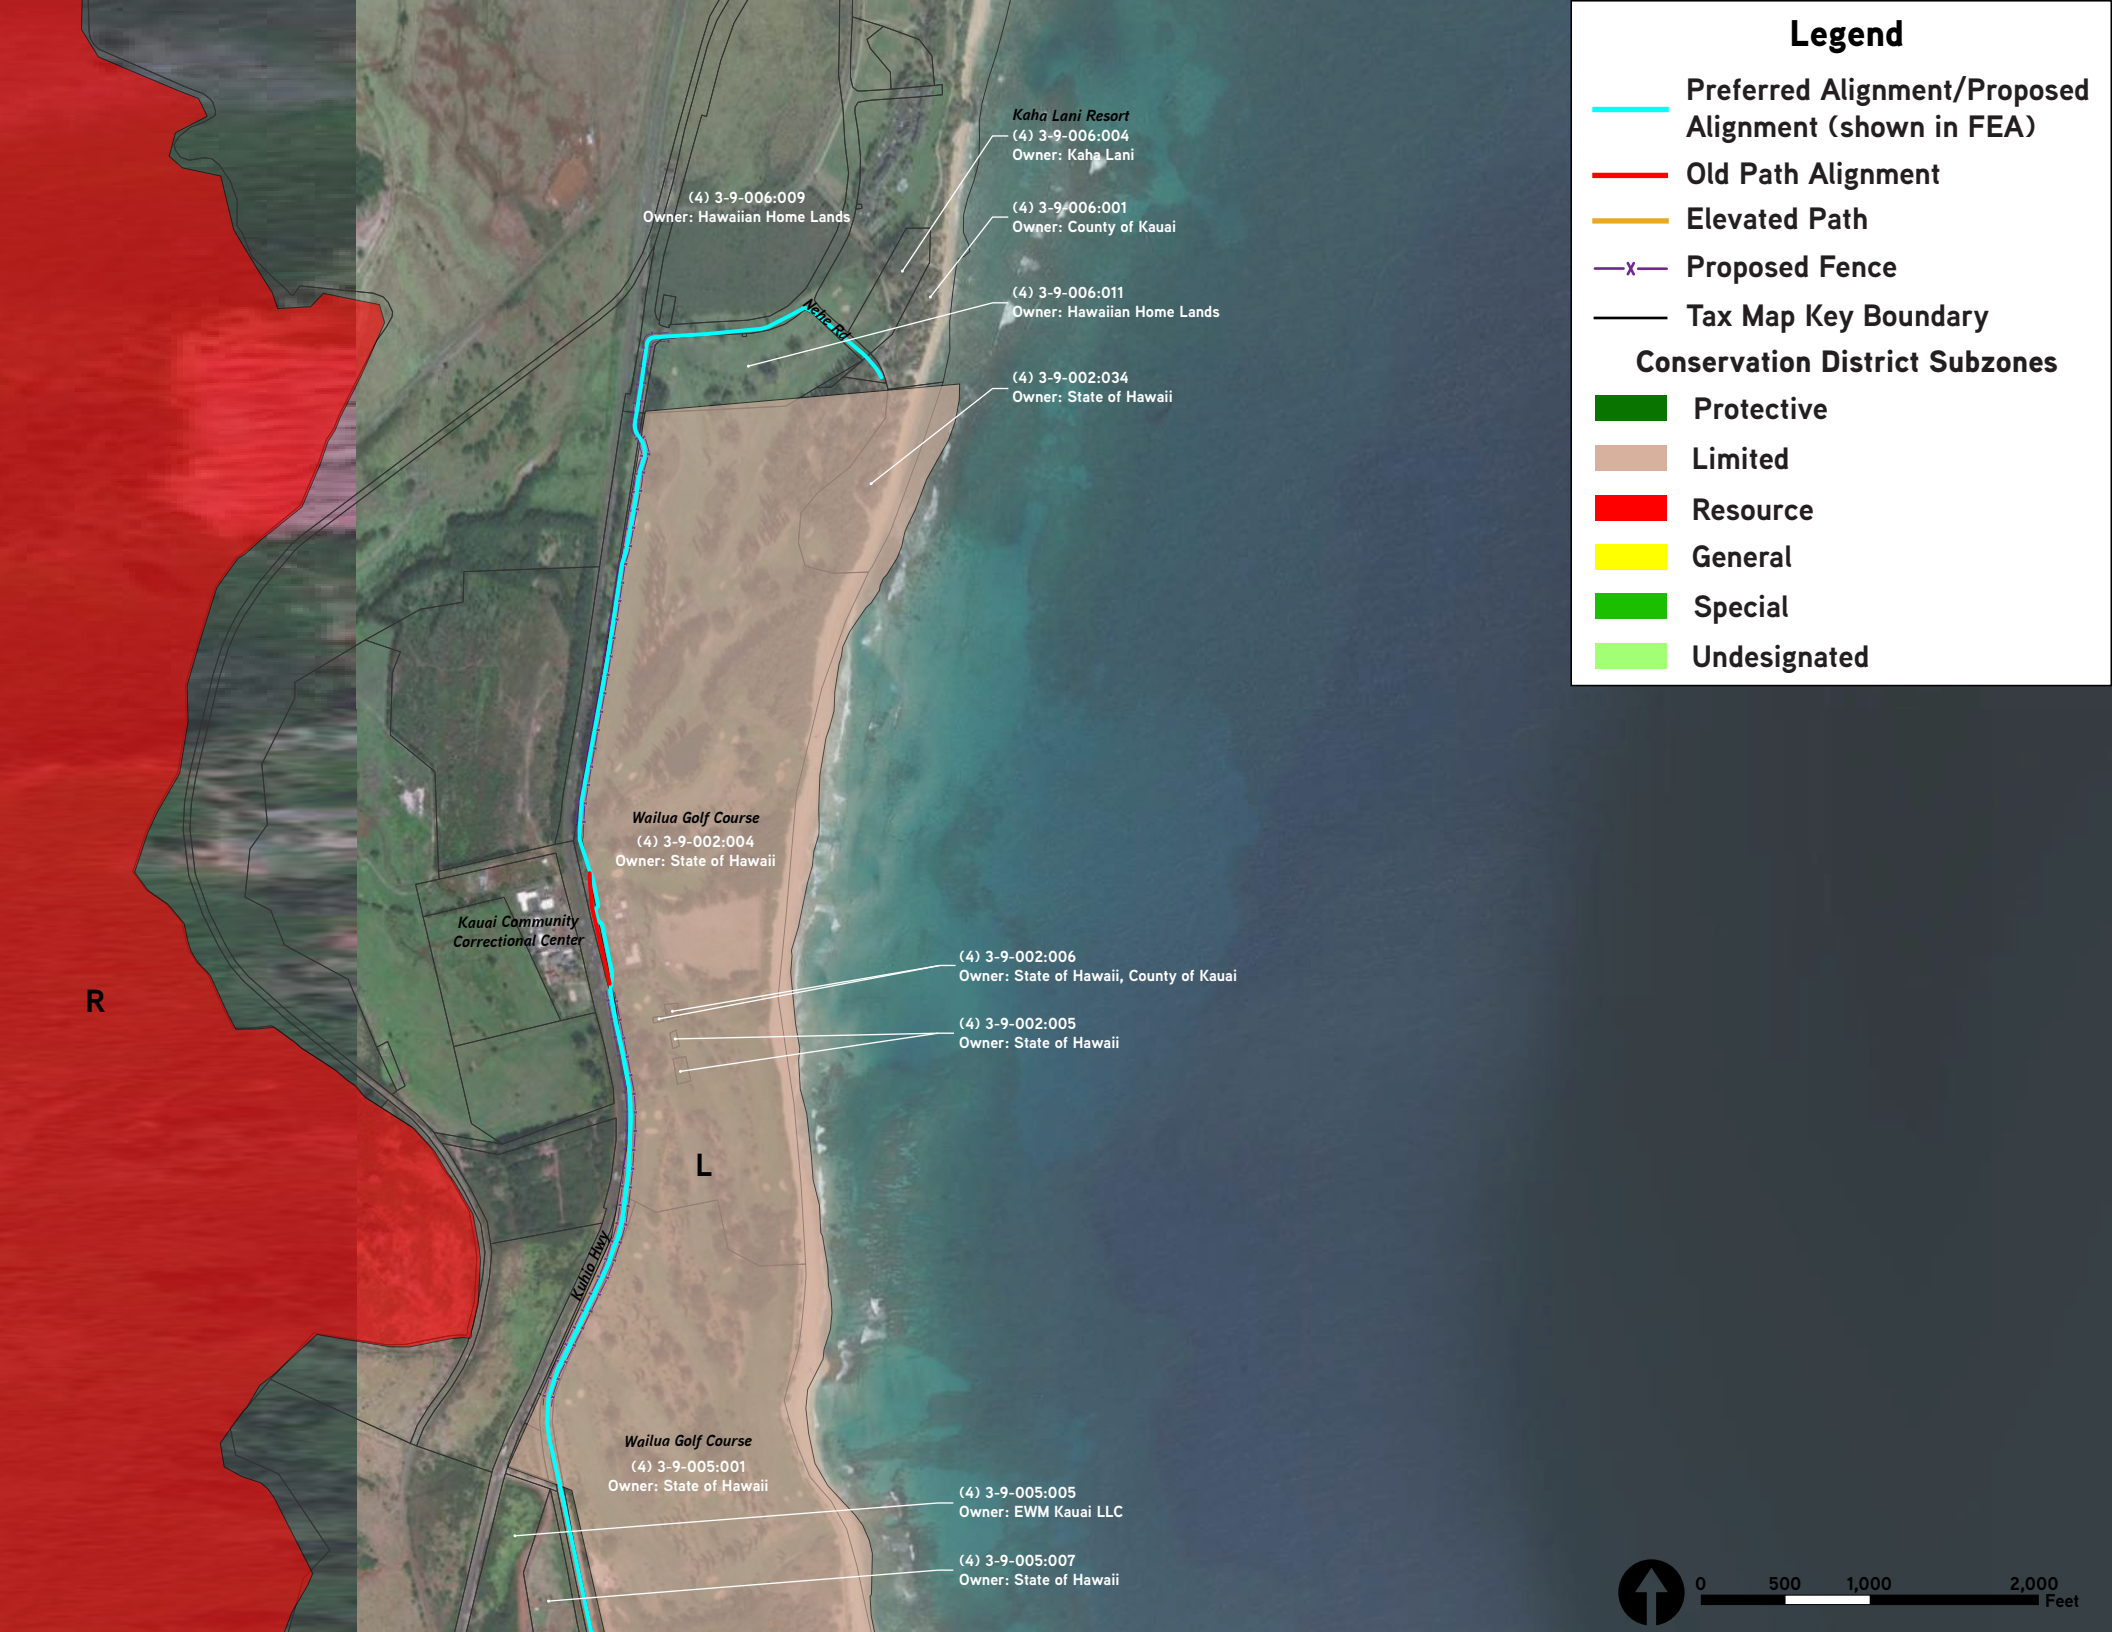 Legend
Preferred Alignment/Proposed
Alignment (shown in FEA)
Old Path Alignment
Elevated Path
x
Proposed Fence
Tax Map Key Boundary
Conservation District Subzones
Protective
Limited
Resource
General
Special
Undesignated
Kaha Lani Resort
(4) 3-9-006:004
Owner: Kaha Lani
(4) 3-9-006:009
Owner: Hawaiian Home Lands
(4) 3-9-006:001
Owner: County of Kauai
(4) 3-9-006:011
Owner: Hawaiian Home Lands
Nehe Rd
(4) 3-9-002:034
Owner: State of Hawaii
Wailua Golf Course
(4) 3-9-002:004
Owner: State of Hawaii
Kauai Community
Correctional Center
(4) 3-9-002:006
Owner: State of Hawaii, County of Kauai
R
(4) 3-9-002:005
Owner: State of Hawaii
L
Kuhio Hwy
Wailua Golf Course
(4) 3-9-005:001
Owner: State of Hawaii
(4) 3-9-005:005
Owner: EWM Kauai LLC
(4) 3-9-005:007
Owner: State of Hawaii
0 500 1,000 2,000
Feet